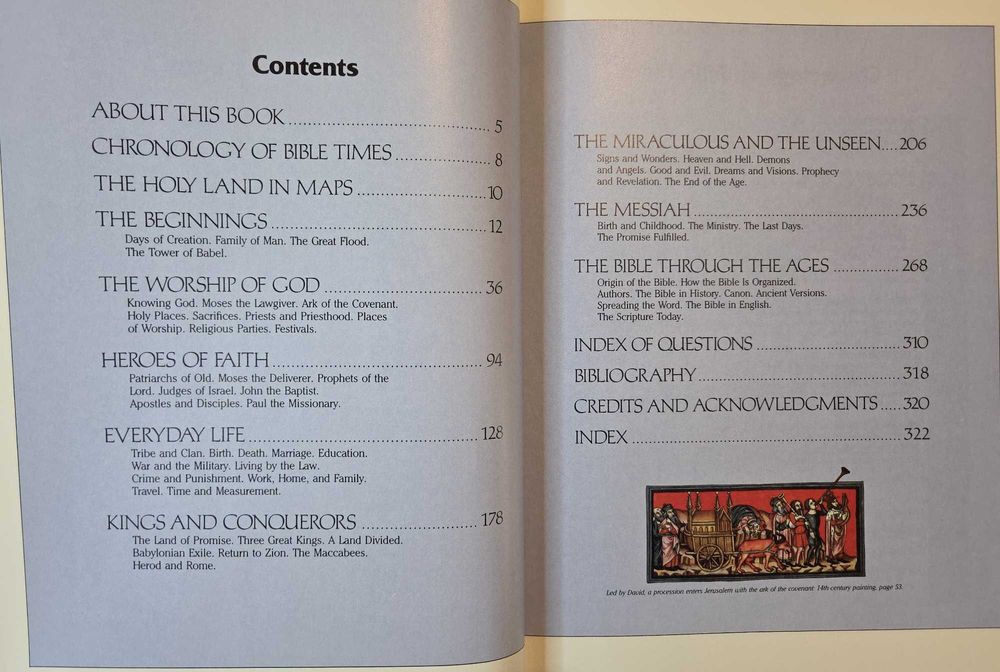 Contents
ABOUT THIS BOOK ........ 5
CHRONOLOGY OF BIBLE TIMES ........ 8
THE HOLY LAND IN MAPS ........ 10
THE BEGINNINGS ........ 12
Days of Creation. Family of Man. The Great Flood.
The Tower of Babel.
THE WORSHIP OF GOD ........ 36
Knowing God. Moses the Lawgiver. Ark of the Covenant.
Holy Places. Sacrifices. Priests and Priesthood. Places
of Worship. Religious Parties. Festivals.
HEROES OF FAITH ........ 94
Patriarchs of Old. Moses the Deliverer. Prophets of the
Lord. Judges of Israel. John the Baptist.
Apostles and Disciples. Paul the Missionary.
EVERYDAY LIFE ........ 128
Tribe and Clan. Birth. Death. Marriage. Education.
War and the Military. Living by the Law.
Crime and Punishment. Work, Home, and Family.
Travel. Time and Measurement.
KINGS AND CONQUERORS ........ 178
The Land of Promise. Three Great Kings. A Land Divided.
Babylonian Exile. Return to Zion. The Maccabees.
Herod and Rome.
THE MIRACULOUS AND THE UNSEEN .... 206
Signs and Wonders. Heaven and Hell. Demons
and Angels. Good and Evil. Dreams and Visions. Prophecy
and Revelation. The End of the Age.
THE MESSIAH ........ 236
Birth and Childhood. The Ministry. The Last Days.
The Promise Fulfilled.
THE BIBLE THROUGH THE AGES ........ 268
Origin of the Bible. How the Bible Is Organized.
Authors. The Bible in History. Canon. Ancient Versions.
Spreading the Word. The Bible in English.
The Scripture Today.
INDEX OF QUESTIONS ........ 310
BIBLIOGRAPHY ........ 318
CREDITS AND ACKNOWLEDGMENTS ..... 320
INDEX ........ 322
Led by David, a procession enters Jerusalem with the ark of the covenant 14th-century painting, page 53.